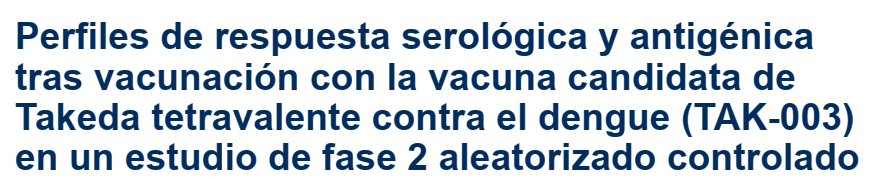 Perfiles de respuesta serológica y antigénica
tras vacunación con la vacuna candidata de
Takeda tetravalente contra el dengue (TAK-003)
en un estudio de fase 2 aleatorizado controlado